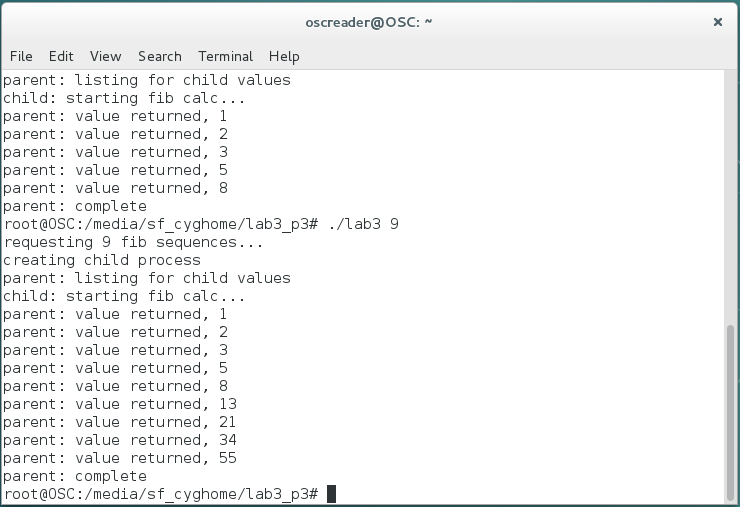 oscreader@OSC: ~
×
File Edit View Search Terminal Help
parent: listing for child values
child: starting fib calc...
parent: value returned, 1
parent: value returned, 2
parent: value returned, 3
parent: value returned, 5
parent: value returned, 8
parent: complete
root@OSC:/media/sf_cyghome/lab3_p3# ./lab3 9
requesting 9 fib sequences...
creating child process
parent: listing for child values
child: starting fib calc...
parent: value returned, 1
parent: value returned, 2
parent: value returned, 3
parent: value returned, 5
parent: value returned, 8
parent: value returned, 13
parent: value returned, 21
parent: value returned, 34
parent: value returned, 55
parent: complete
root@OSC:/media/sf_cyghome/lab3_p3#